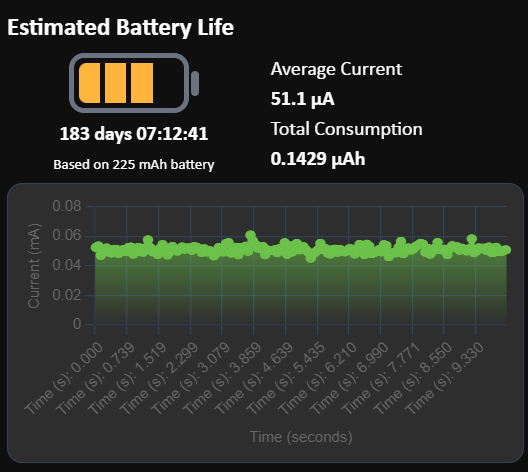 Estimated Battery Life
183 days 07:12:41
Based on 225 mAh battery
Average Current
51.1 µA
Total Consumption
0.1429 µAh
0.08
0.06
0.04
0.02
0
Current (mA)
Time (s): 0.000
Time (s): 0.739
Time (s): 1.519
Time (s): 2.299
Time (s): 3.079
Time (s): 3.859
Time (s): 4.639
Time (s): 5.435
Time (s): 6.210
Time (s): 6.990
Time (s): 7.771
Time (s): 8.550
Time (s): 9.330
Time (seconds)